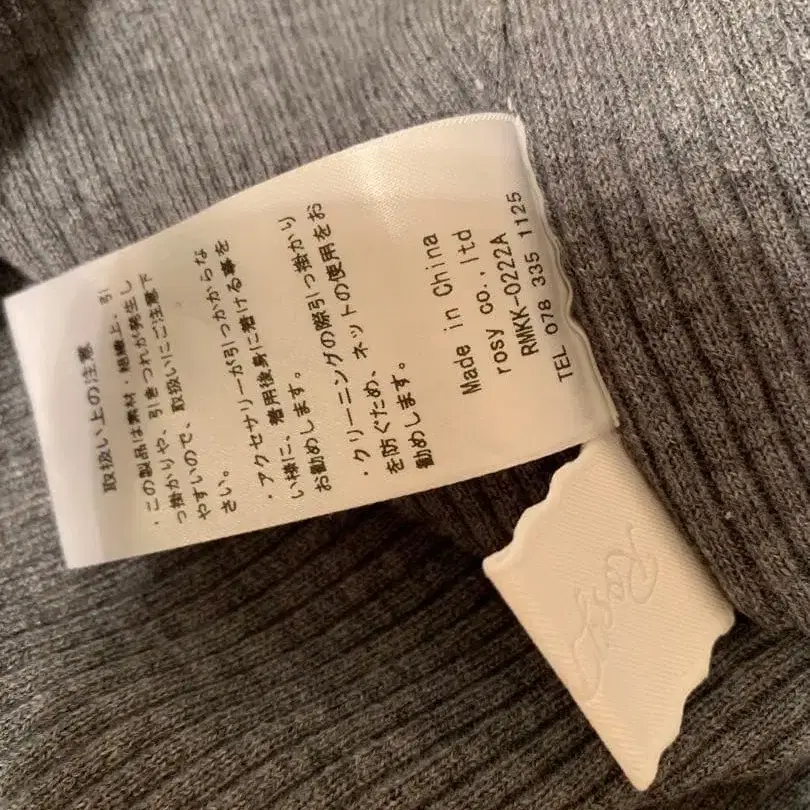 取扱い上の注意
・この製品は素材・組織上、引
っ掛かりや、引きつれが発生し
やすいので、取扱いにご注意下
さい。
・アクセサリーが引っかからな
い様に、着用後身に着ける事を
お勧めします。
・クリーニングの際引っ掛かり
を防ぐため、ネットの使用をお
勧めします。
Made in China
rosy co., ltd
RMKK-0222A
TEL 078 335 1125